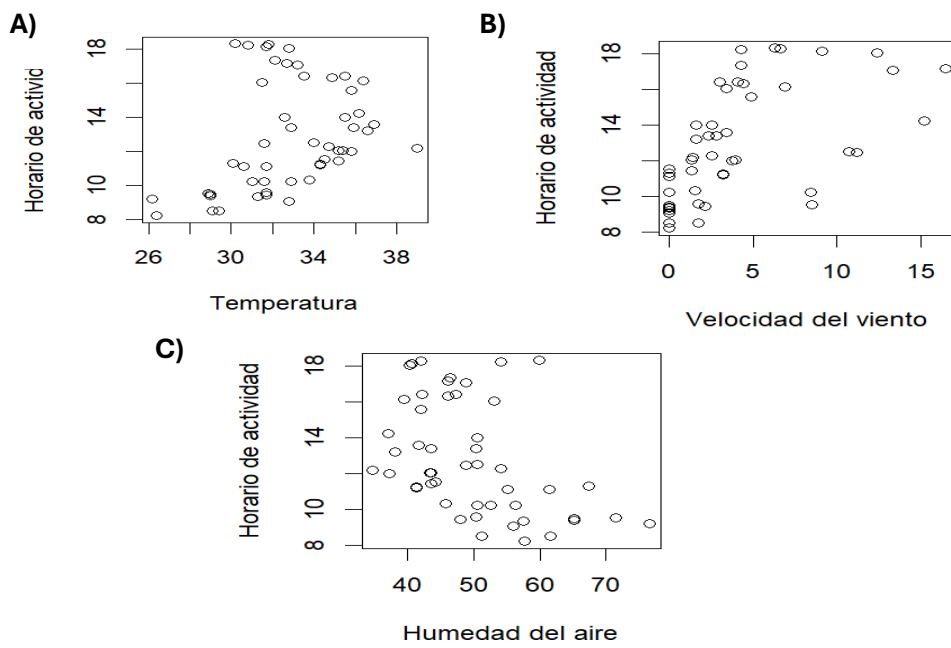 A)
Horario de activid
18
14
10
8
26
30
34
38
Temperatura
B)
Horario de actividad
18
14
10
8
0
5
10
15
Velocidad del viento
C)
Horario de actividad
18
14
10
8
40
50
60
70
Humedad del aire